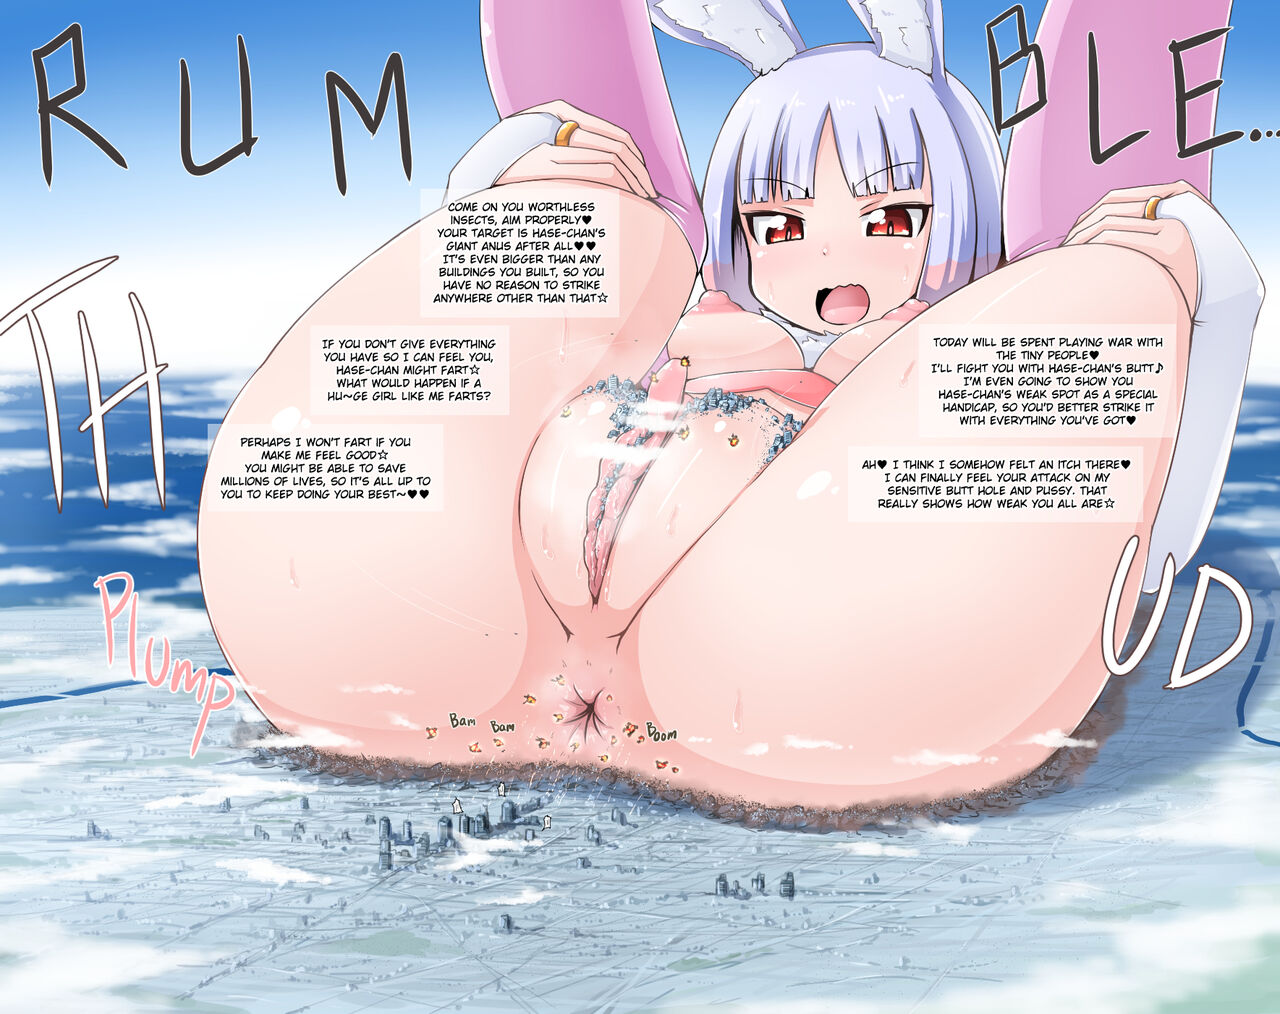 RUMBLE...
COME ON YOU WORTHLESS
INSECTS, AIM PROPERLY♥
YOUR TARGET IS HASE-CHAN'S
GIANT ANUS AFTER ALL♥♥
IT'S EVEN BIGGER THAN ANY
BUILDINGS YOU BUILT, SO YOU
HAVE NO REASON TO STRIKE
ANYWHERE OTHER THAN THAT☆
IF YOU DON'T GIVE EVERYTHING
YOU HAVE SO I CAN FEEL YOU,
HASE-CHAN MIGHT FART☆
WHAT WOULD HAPPEN IF A
HU~GE GIRL LIKE ME FARTS?
PERHAPS I WON'T FART IF YOU
MAKE ME FEEL GOOD☆
YOU MIGHT BE ABLE TO SAVE
MILLIONS OF LIVES, SO IT'S ALL UP TO
YOU TO KEEP DOING YOUR BEST~♥♥
TODAY WILL BE SPENT PLAYING WAR WITH
THE TINY PEOPLE♥
I'LL FIGHT YOU WITH HASE-CHAN'S BUTT♪
I'M EVEN GOING TO SHOW YOU
HASE-CHAN'S WEAK SPOT AS A SPECIAL
HANDICAP, SO YOU'D BETTER STRIKE IT
WITH EVERYTHING YOU'VE GOT♥
AH♥ I THINK I SOMEHOW FELT AN ITCH THERE♥
I CAN FINALLY FEEL YOUR ATTACK ON MY
SENSITIVE BUTT HOLE AND PUSSY. THAT
REALLY SHOWS HOW WEAK YOU ALL ARE☆
THUD
Plump
Bam
Bam
Boom